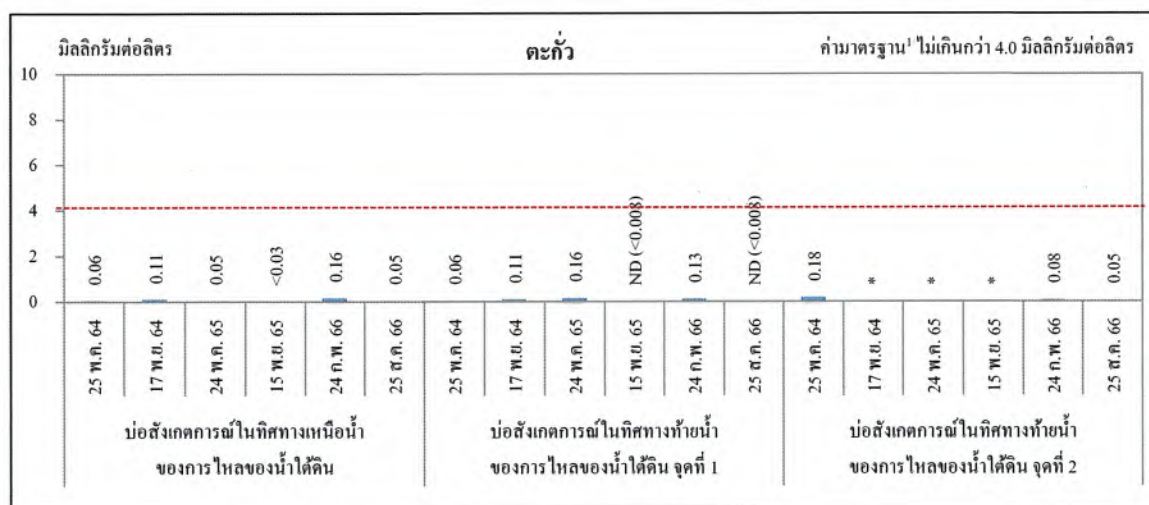 มิลลิกรัมต่อลิตร
ตะกั่ว
ค่ามาตรฐาน¹ ไม่เกินกว่า 4.0 มิลลิกรัมต่อลิตร
10
8
6
4
2
0
0.06
0.11
0.05
<0.03
0.16
0.05
0.06
0.11
0.16
ND (<0.008)
0.13
ND (<0.008)
0.18
*
*
*
0.08
0.05
25 พ.ค. 64
17 พ.ย. 64
24 พ.ค. 65
15 พ.ย. 65
24 ก.พ. 66
25 ส.ค. 66
25 พ.ค. 64
17 พ.ย. 64
24 พ.ค. 65
15 พ.ย. 65
24 ก.พ. 66
25 ส.ค. 66
25 พ.ค. 64
17 พ.ย. 64
24 พ.ค. 65
15 พ.ย. 65
24 ก.พ. 66
25 ส.ค. 66
บ่อสังเกตการณ์ในทิศทางเหนือน้ำ
ของการไหลของน้ำใต้ดิน
บ่อสังเกตการณ์ในทิศทางท้ายน้ำ
ของการไหลของน้ำใต้ดิน จุดที่ 1
บ่อสังเกตการณ์ในทิศทางท้ายน้ำ
ของการไหลของน้ำใต้ดิน จุดที่ 2